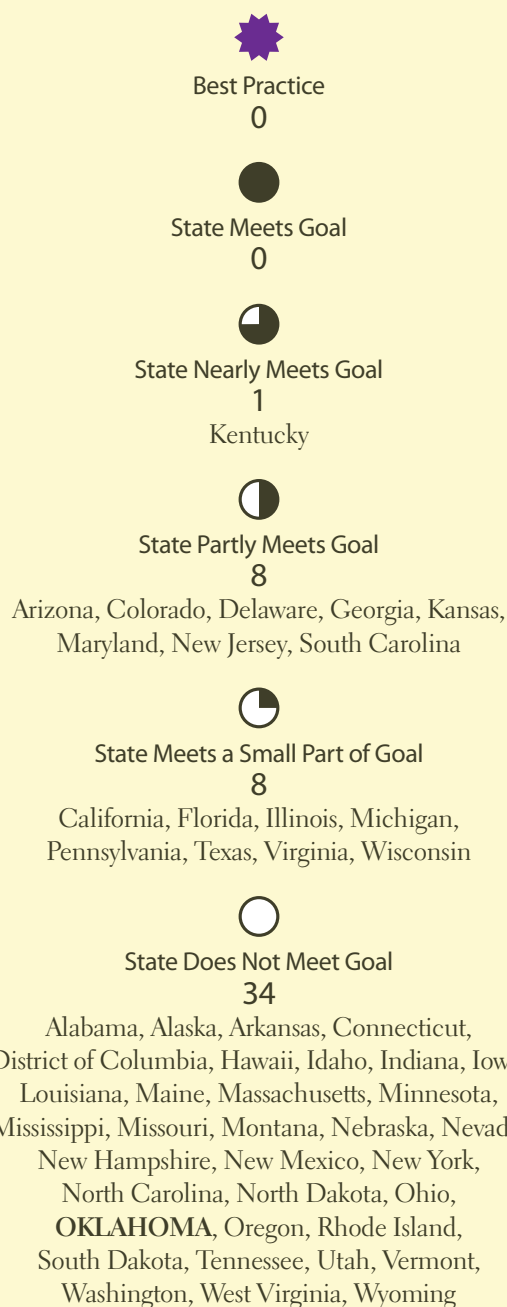 Best Practice
0
State Meets Goal
0
State Nearly Meets Goal
1
Kentucky
State Partly Meets Goal
8
Arizona, Colorado, Delaware, Georgia, Kansas,
Maryland, New Jersey, South Carolina
State Meets a Small Part of Goal
8
California, Florida, Illinois, Michigan,
Pennsylvania, Texas, Virginia, Wisconsin
State Does Not Meet Goal
34
Alabama, Alaska, Arkansas, Connecticut,
District of Columbia, Hawaii, Idaho, Indiana, Iow
Louisiana, Maine, Massachusetts, Minnesota,
Mississippi, Missouri, Montana, Nebraska, Nevad
New Hampshire, New Mexico, New York,
North Carolina, North Dakota, Ohio,
OKLAHOMA, Oregon, Rhode Island,
South Dakota, Tennessee, Utah, Vermont,
Washington, West Virginia, Wyoming